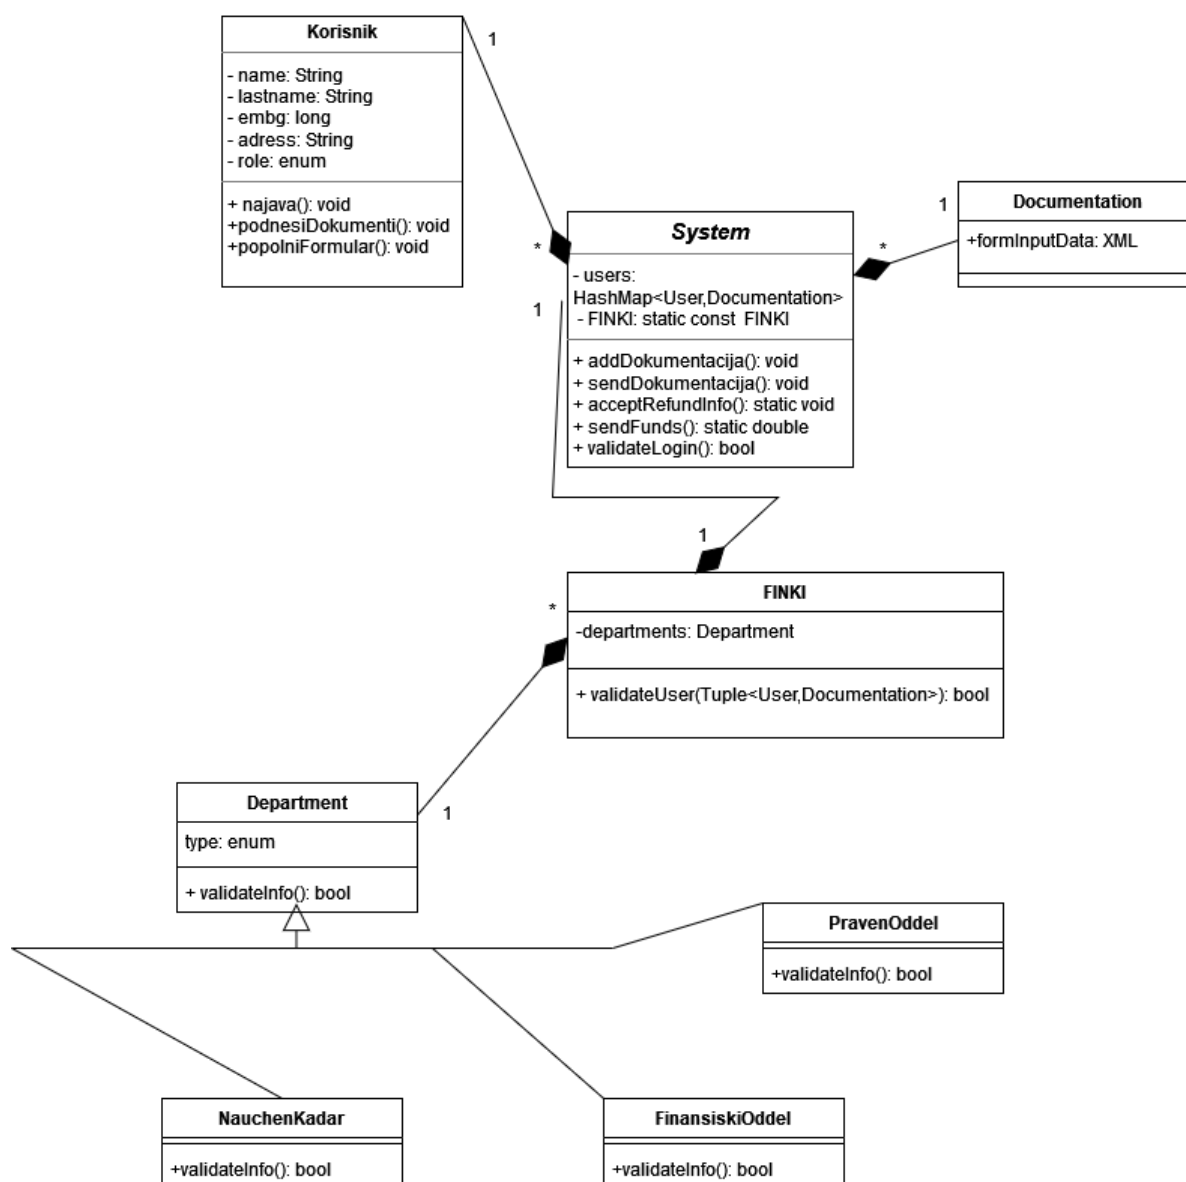 Korisnik
- name: String
- lastname: String
- embg: long
- adress: String
- role: enum
+ najava(): void
+podnesiDokumenti(): void
+popolniFormular(): void
1
*
System
- users:
HashMap<User,Documentation>
- FINKI: static const FINKI
+ addDokumentacija(): void
+ sendDokumentacija(): void
+ acceptRefundInfo(): static void
+ sendFunds(): static double
+ validateLogin(): bool
1
*
1
Documentation
+formInputData: XML
1
FINKI
-departments: Department
+ validateUser(Tuple<User,Documentation>): bool
*
1
Department
type: enum
+ validateInfo(): bool
PravenOddel
+validateInfo(): bool
NauchenKadar
+validateInfo(): bool
FinansiskiOddel
+validateInfo(): bool